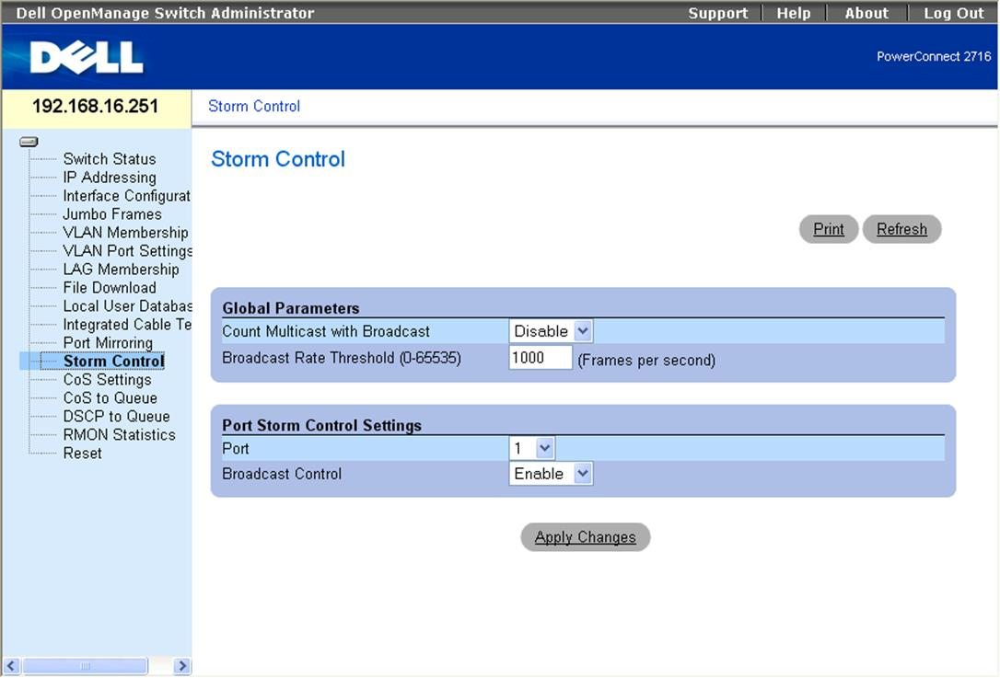 Dell OpenManage Switch Administrator
Support Help About Log Out
DELL
PowerConnect 2716
192.168.16.251
Storm Control
Switch Status
IP Addressing
Interface Configurat
Jumbo Frames
VLAN Membership
VLAN Port Settings
LAG Membership
File Download
Local User Databas
Integrated Cable Te
Port Mirroring
Storm Control
CoS Settings
CoS to Queue
DSCP to Queue
RMON Statistics
Reset
Storm Control
Print Refresh
Global Parameters
Count Multicast with Broadcast Disable
Broadcast Rate Threshold (0-65535) 1000 (Frames per second)
Port Storm Control Settings
Port 1
Broadcast Control Enable
Apply Changes